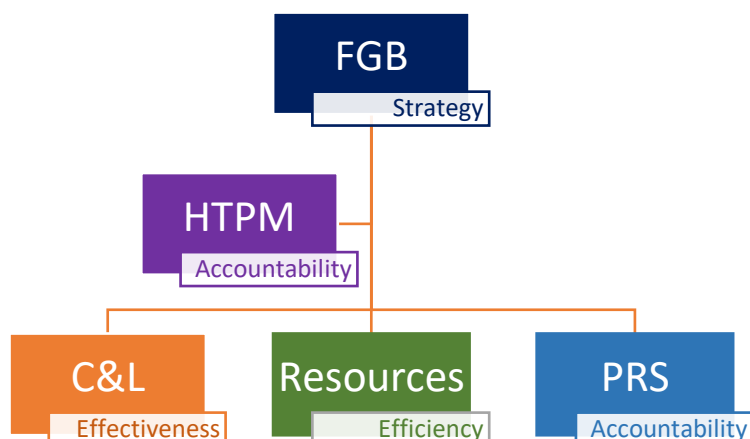 FGB
Strategy
HTPM
Accountability
C&L
Effectiveness
Resources
Efficiency
PRS
Accountability